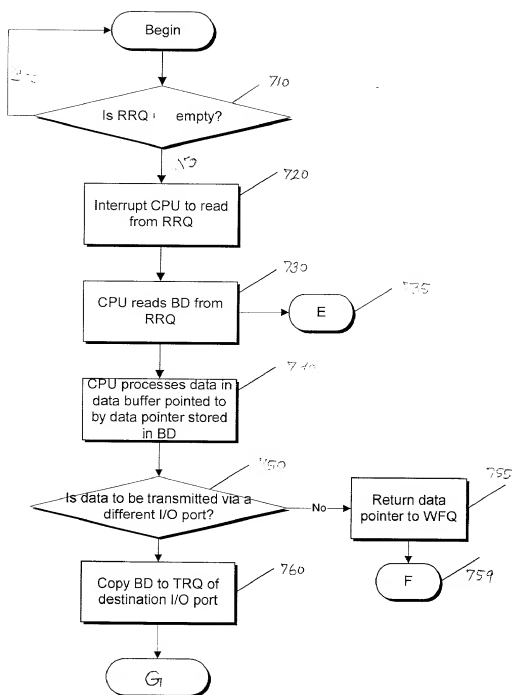 Begin
710
Is RRQ empty?
720
Interrupt CPU to read
from RRQ
730
CPU reads BD from
RRQ
E
CPU processes data in
data buffer pointed to
by data pointer stored
in BD
Is data to be transmitted via a
different I/O port?
No
755
Return data
pointer to WFQ
760
Copy BD to TRQ of
destination I/O port
F
759
G